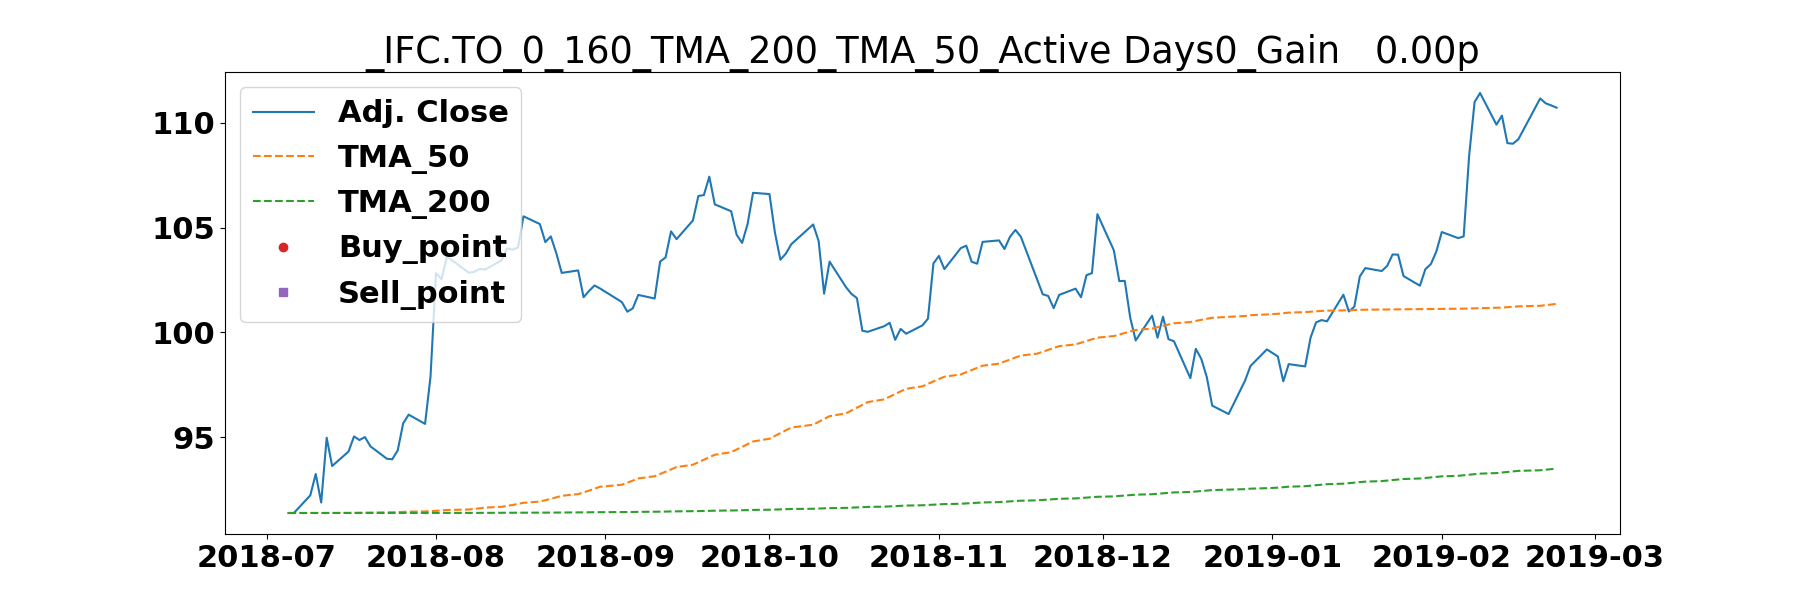 _IFC.TO_0_160_TMA_200_TMA_50_Active Days0_Gain   0.00p
Adj. Close
TMA_50
TMA_200
Buy_point
Sell_point
110
105
100
95
2018-07 2018-08 2018-09 2018-10 2018-11 2018-12 2019-01 2019-02 2019-03